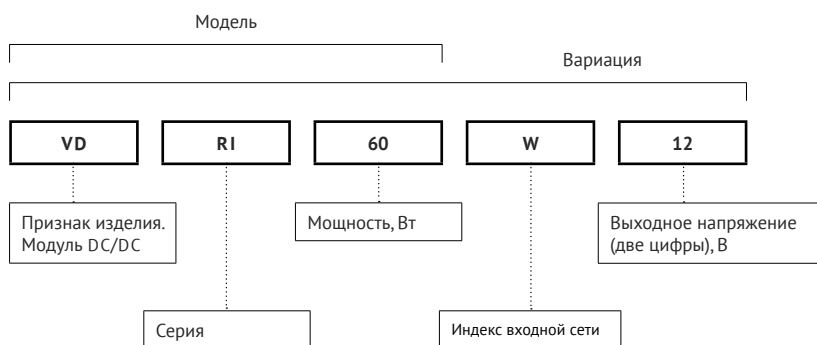 Модель
Вариация
VD
RI
60
W
12
Признак изделия.
Модуль DC/DC
Мощность, Вт
Выходное напряжение
(две цифры), В
Серия
Индекс входной сети